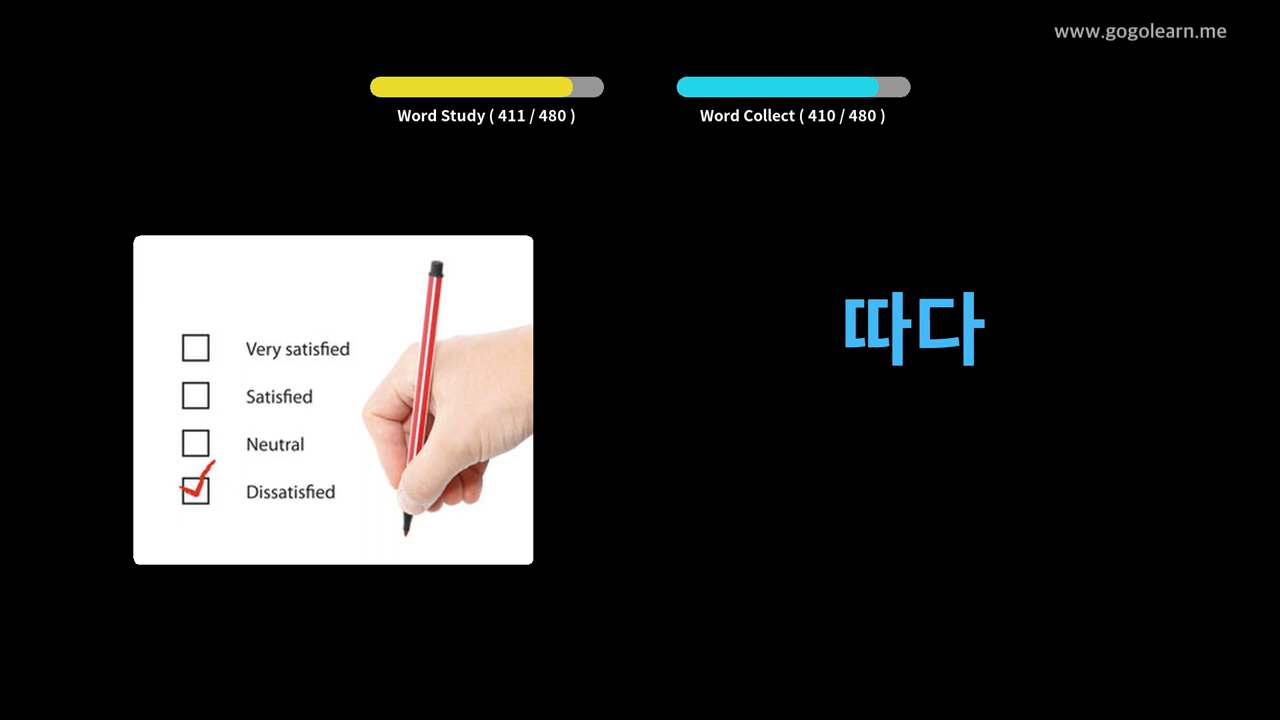 www.gogolearn.me
Word Study ( 411 / 480 )
Word Collect ( 410 / 480 )
Very satisfied
Satisfied
Neutral
Dissatisfied
따다